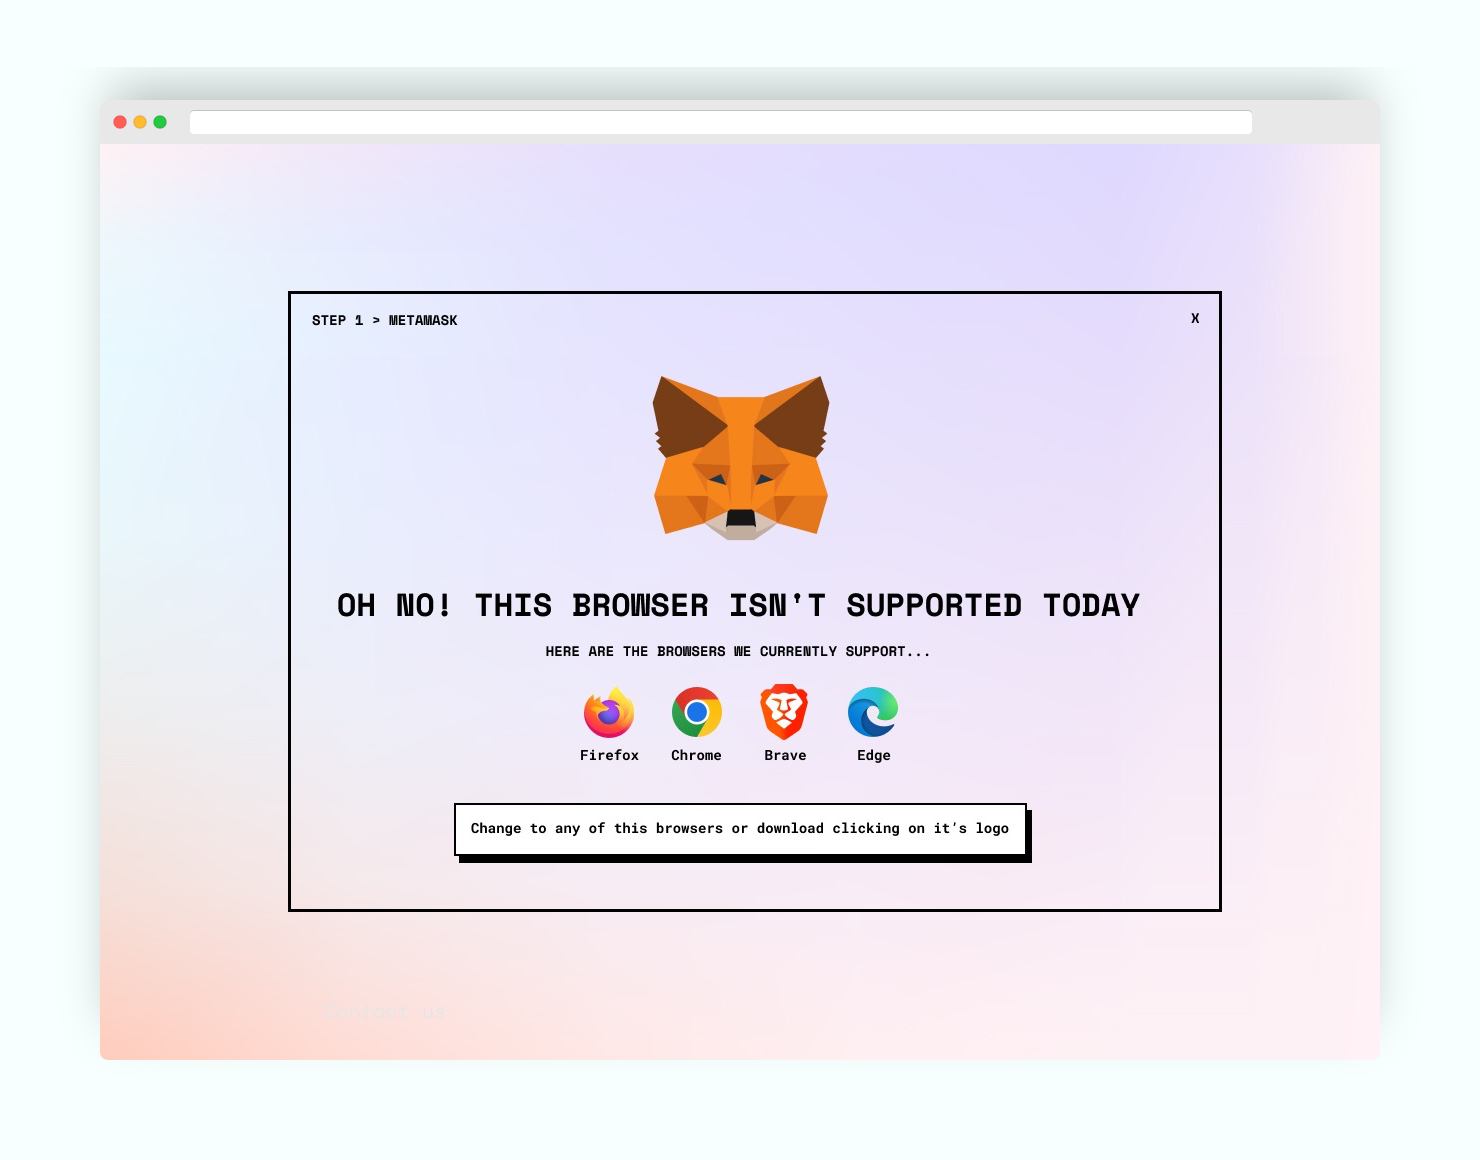 STEP 1 > METAMASK
X
OH NO! THIS BROWSER ISN'T SUPPORTED TODAY
HERE ARE THE BROWSERS WE CURRENTLY SUPPORT...
Firefox Chrome Brave Edge
Change to any of this browsers or download clicking on it’s logo
Contact us